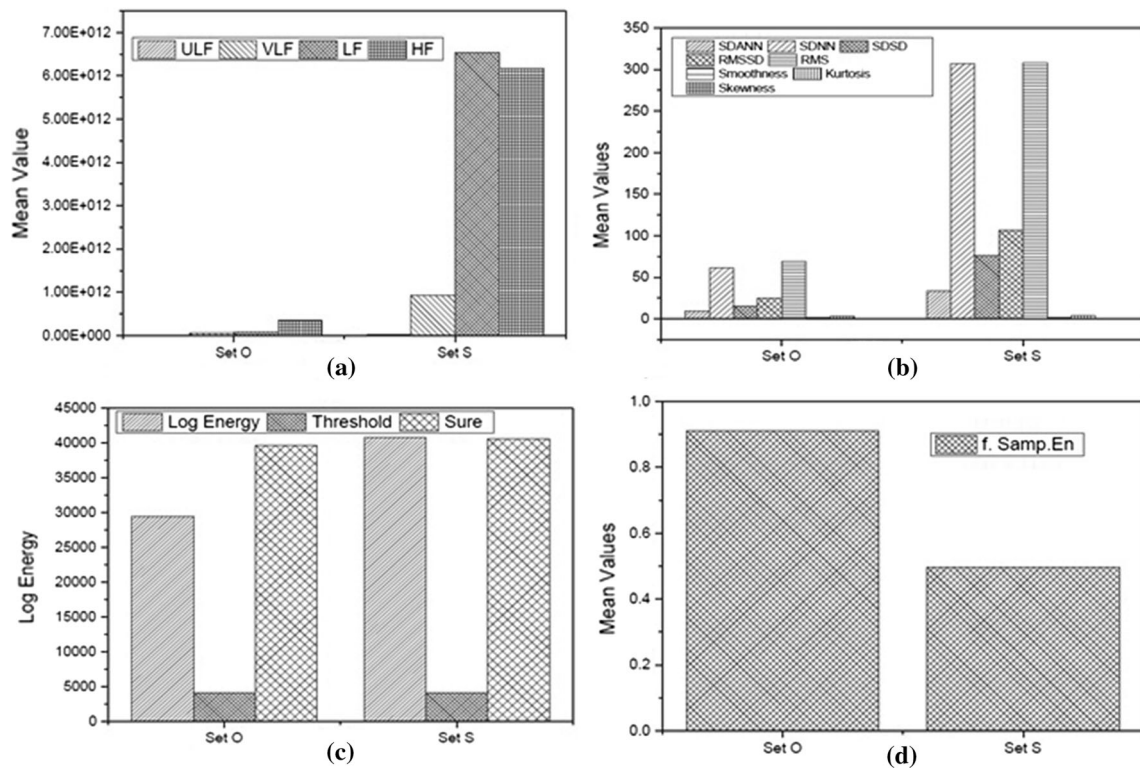 7.00E+012
6.00E+012
5.00E+012
4.00E+012
3.00E+012
2.00E+012
1.00E+012
0.00E+000
Mean Value
ULF VLF LF HF
Set O Set S
(a)
350
300
250
200
150
100
50
0
Mean Values
SDANN SDNN SDSD
RMSSD RMS
Smoothness Kurtosis
Skewness
Set O Set S
(b)
45000
40000
35000
30000
25000
20000
15000
10000
5000
0
Log Energy
Log Energy Threshold Sure
Set O Set S
(c)
1.0
0.8
0.6
0.4
0.2
0.0
Mean Values
f. Samp.En
Set O Set S
(d)